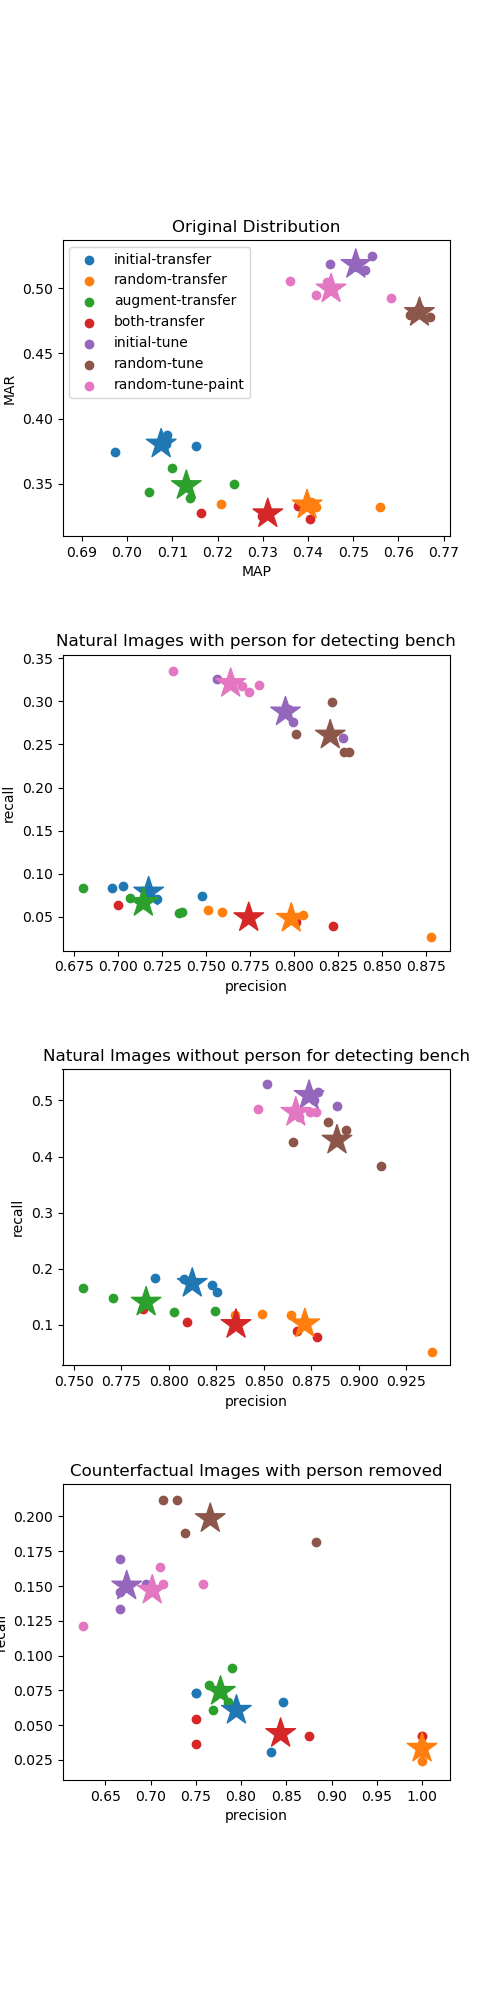 Original Distribution
0.50
0.45
0.40
0.35
MAR
initial-transfer
random-transfer
augment-transfer
both-transfer
initial-tune
random-tune
random-tune-paint
0.69 0.70 0.71 0.72 0.73 0.74 0.75 0.76 0.77
MAP
Natural Images with person for detecting bench
0.35
0.30
0.25
0.20
0.15
0.10
0.05
recall
0.675 0.700 0.725 0.750 0.775 0.800 0.825 0.850 0.875
precision
Natural Images without person for detecting bench
0.5
0.4
0.3
0.2
0.1
recall
0.750 0.775 0.800 0.825 0.850 0.875 0.900 0.925
precision
Counterfactual Images with person removed
0.200
0.175
0.150
0.125
0.100
0.075
0.050
0.025
recall
0.65 0.70 0.75 0.80 0.85 0.90 0.95 1.00
precision